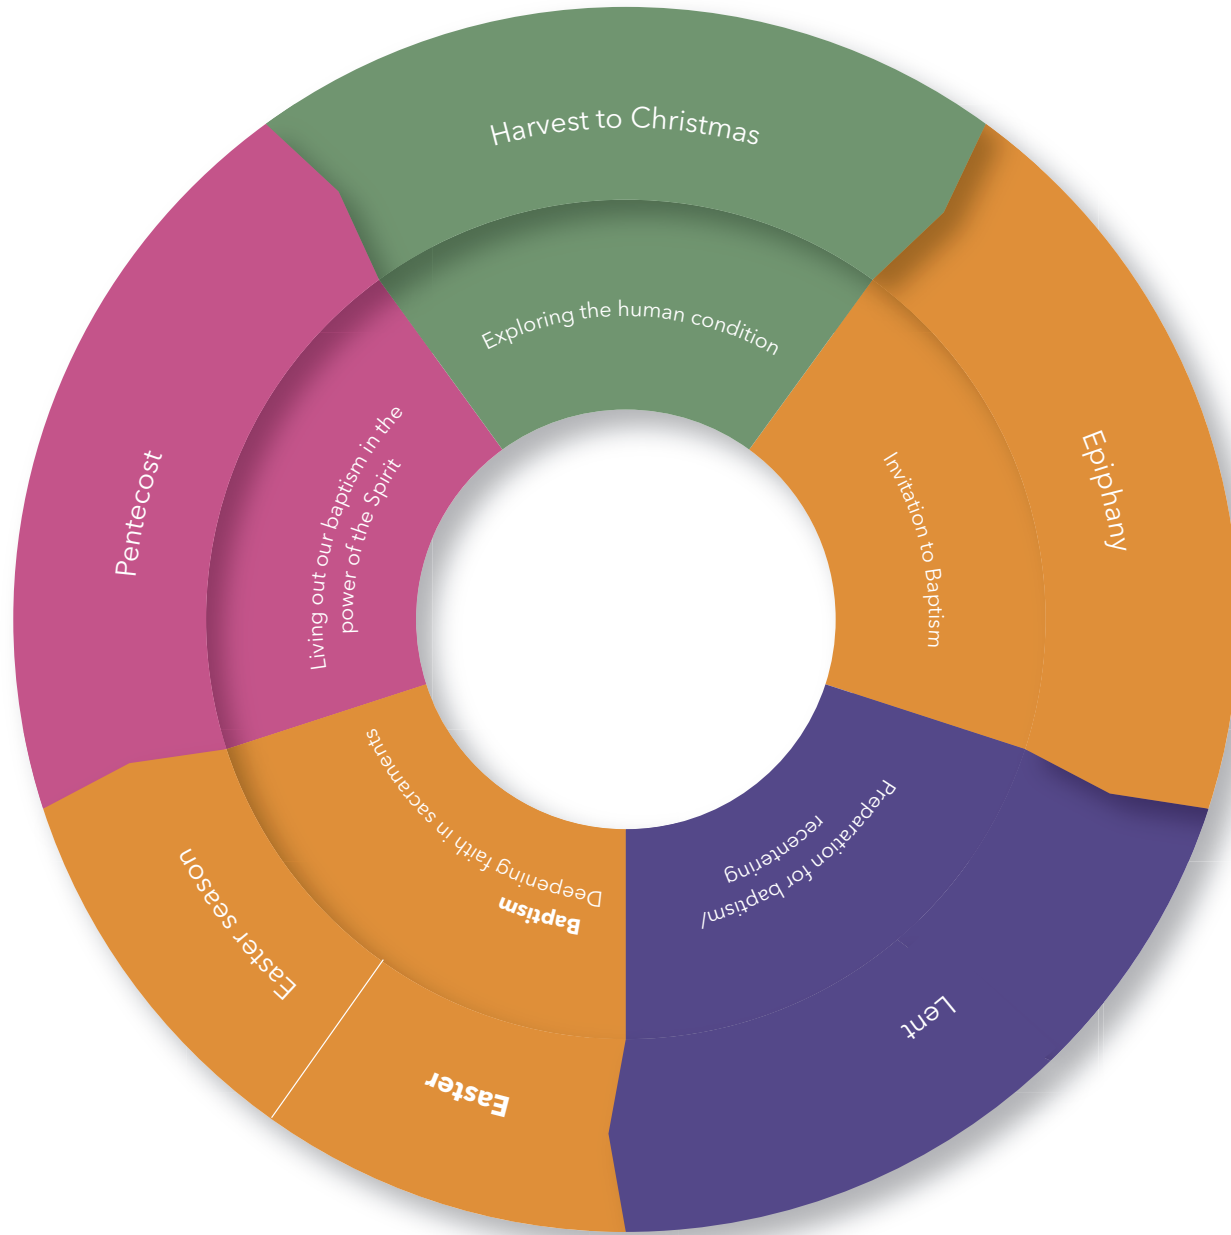 Harvest to Christmas
Exploring the human condition
Epiphany
Invitation to Baptism
Lent
Preparation for baptism/
recentering
Easter
Baptism
Deepening faith in sacraments
Easter season
Pentecost
Living out our baptism in the
power of the Spirit